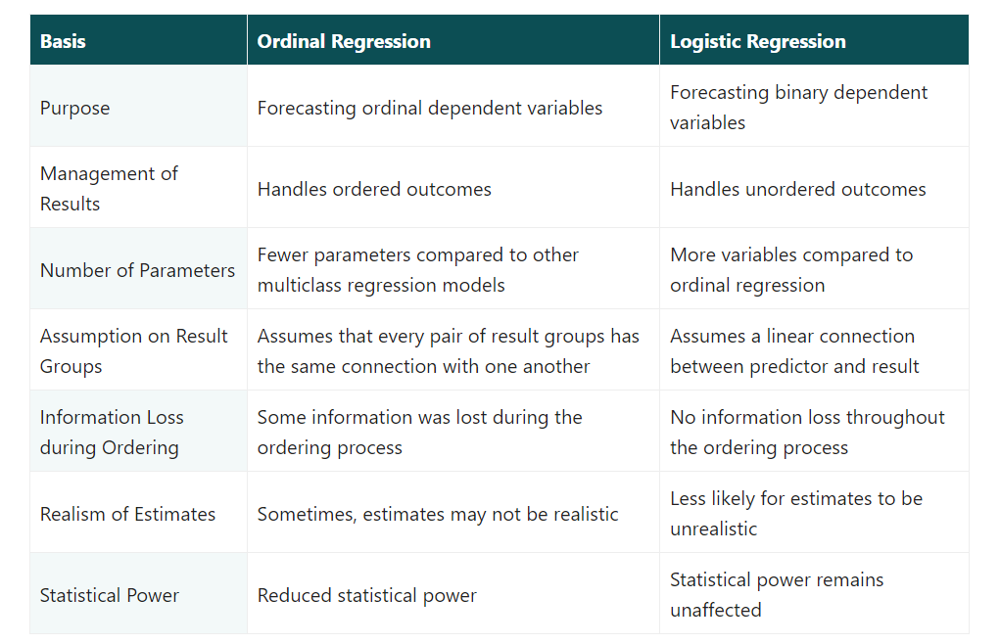 Basis
Ordinal Regression
Logistic Regression
Purpose
Forecasting ordinal dependent variables
Forecasting binary dependent
variables
Management of
Results
Handles ordered outcomes
Handles unordered outcomes
Number of Parameters
Fewer parameters compared to other
multiclass regression models
More variables compared to
ordinal regression
Assumption on Result
Groups
Assumes that every pair of result groups has
the same connection with one another
Assumes a linear connection
between predictor and result
Information Loss
during Ordering
Some information was lost during the
ordering process
No information loss throughout
the ordering process
Realism of Estimates
Sometimes, estimates may not be realistic
Less likely for estimates to be
unrealistic
Statistical Power
Reduced statistical power
Statistical power remains
unaffected